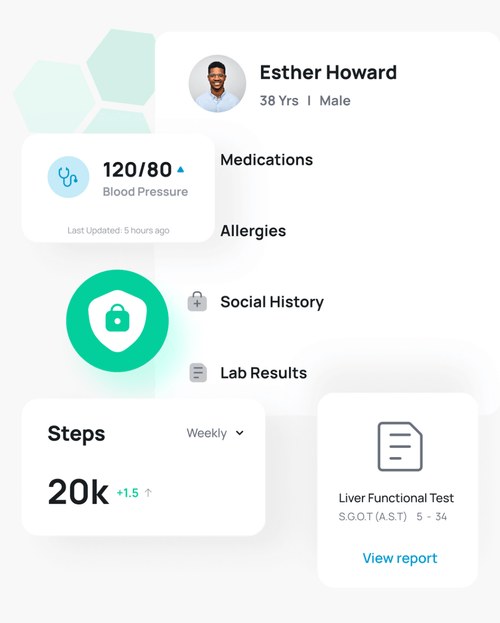 Esther Howard
38 Yrs | Male
120/80
Blood Pressure
Last Updated: 5 hours ago
Medications
Allergies
Social History
Lab Results
Steps
Weekly
20k +1.5 ↑
Liver Functional Test
S.G.O.T (A.S.T) 5 - 34
View report